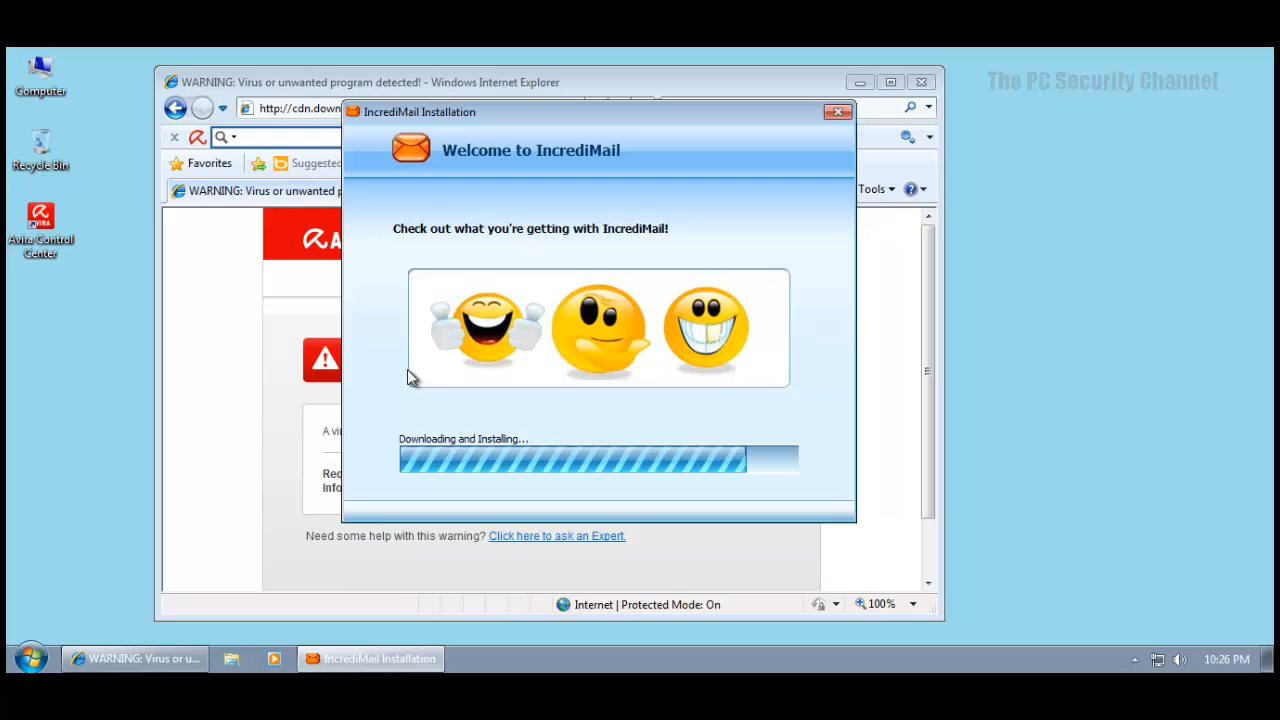 The PC Security Channel
Computer
Recycle Bin
AVIRA
Avira Control
Center
WARNING: Virus or unwanted program detected! - Windows Internet Explorer
http://cdn.down
Favorites
Suggested
WARNING: Virus or unwanted p
Tools
IncrediMail Installation
Welcome to IncrediMail
Check out what you're getting with IncrediMail!
Downloading and Installing...
A vi
Req
Info
Need some help with this warning? Click here to ask an Expert.
Internet | Protected Mode: On
100%
WARNING: Virus or u...
IncrediMail Installation
10:26 PM